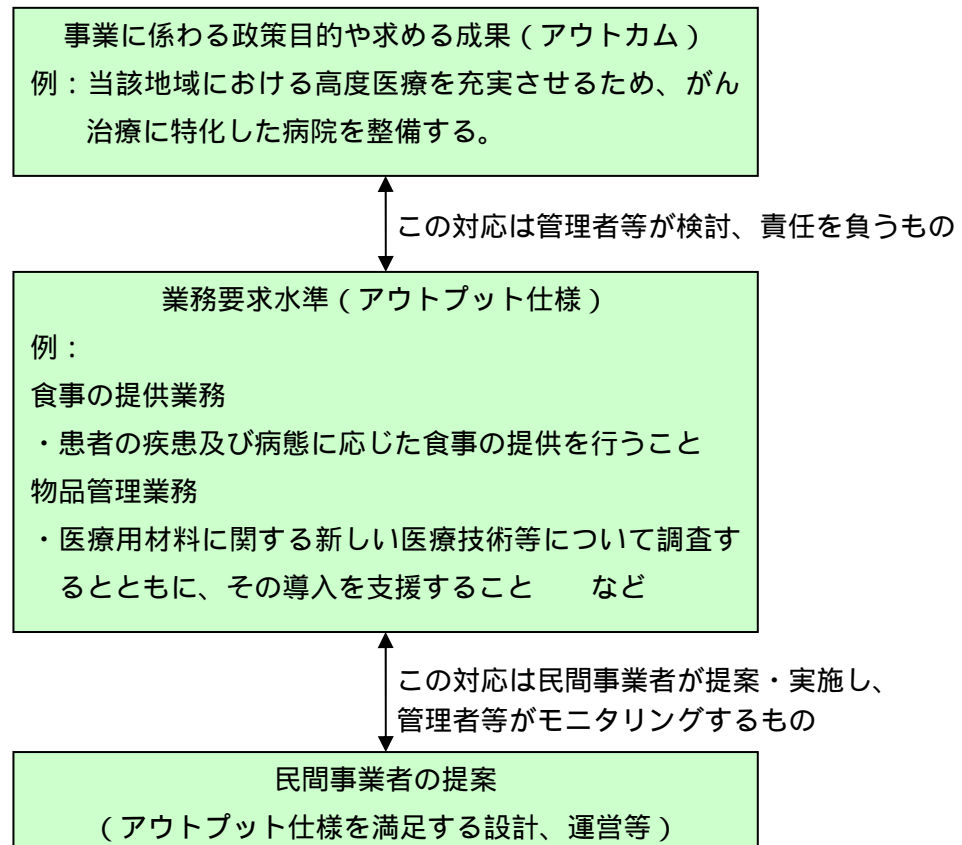 事業に係わる政策目的や求める成果（アウトカム）
例：当該地域における高度医療を充実させるため、がん
治療に特化した病院を整備する。
この対応は管理者等が検討、責任を負うもの
業務要求水準（アウトプット仕様）
例：
食事の提供業務
・患者の疾患及び病態に応じた食事の提供を行うこと
物品管理業務
・医療用材料に関する新しい医療技術等について調査す
るとともに、その導入を支援すること　　など
この対応は民間事業者が提案・実施し、
管理者等がモニタリングするもの
民間事業者の提案
（アウトプット仕様を満足する設計、運営等）